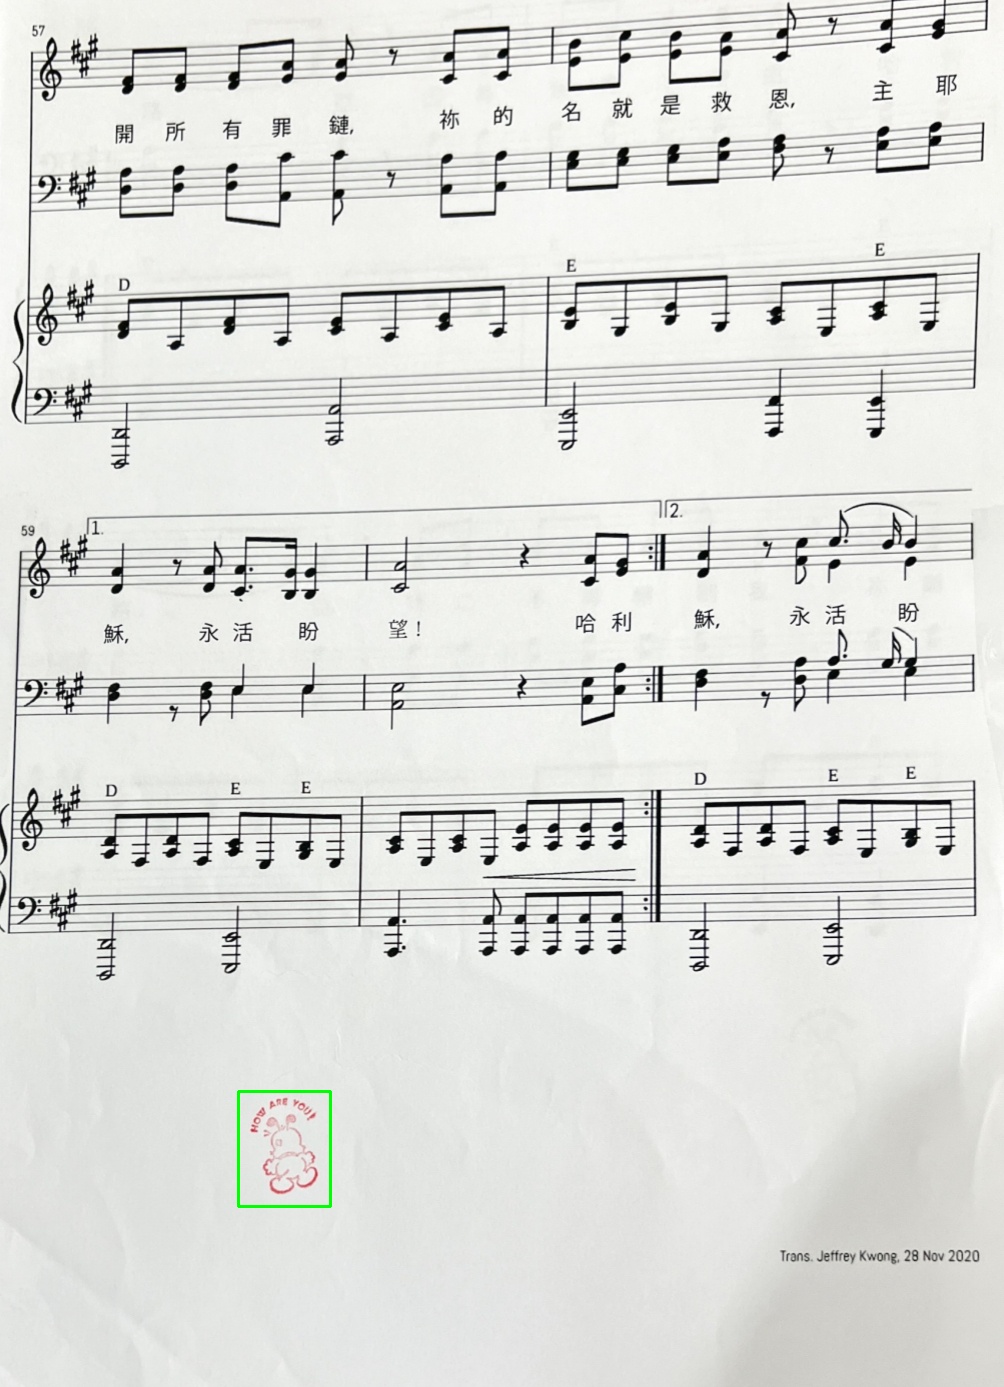 57
開 所 有 罪 鏈, 祢 的 名 就 是 救 恩, 主 耶
D E E
59 1. 2.
穌, 永 活 盼 望! 哈 利 穌, 永 活 盼
D E E D E E
HOW ARE YOU!
Trans. Jeffrey Kwong, 28 Nov 2020